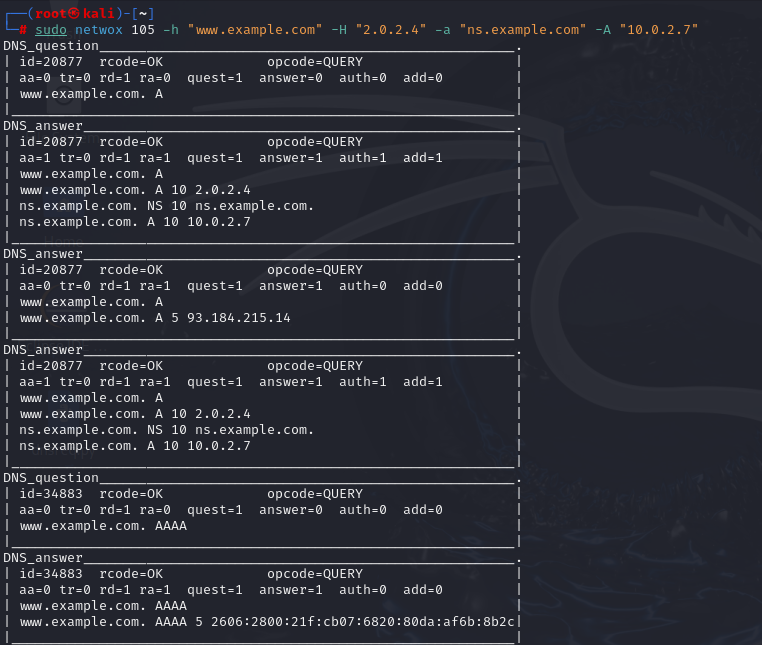 ┌──(root㉿kali)-[~]
└─# sudo netwox 105 -h "www.example.com" -H "2.0.2.4" -a "ns.example.com" -A "10.0.2.7"
DNS_question___________________________________________________.
| id=20877  rcode=OK             opcode=QUERY                   |
| aa=0 tr=0 rd=1 ra=0  quest=1  answer=0  auth=0  add=0         |
| www.example.com. A                                            |
|_______________________________________________________________|
DNS_answer_____________________________________________________.
| id=20877  rcode=OK             opcode=QUERY                   |
| aa=1 tr=0 rd=1 ra=1  quest=1  answer=1  auth=1  add=1         |
| www.example.com. A                                            |
| www.example.com. A 10 2.0.2.4                                 |
| ns.example.com. NS 10 ns.example.com.                         |
| ns.example.com. A 10 10.0.2.7                                 |
|_______________________________________________________________|
DNS_answer_____________________________________________________.
| id=20877  rcode=OK             opcode=QUERY                   |
| aa=0 tr=0 rd=1 ra=1  quest=1  answer=1  auth=0  add=0         |
| www.example.com. A                                            |
| www.example.com. A 5 93.184.215.14                            |
|_______________________________________________________________|
DNS_answer_____________________________________________________.
| id=20877  rcode=OK             opcode=QUERY                   |
| aa=1 tr=0 rd=1 ra=1  quest=1  answer=1  auth=1  add=1         |
| www.example.com. A                                            |
| www.example.com. A 10 2.0.2.4                                 |
| ns.example.com. NS 10 ns.example.com.                         |
| ns.example.com. A 10 10.0.2.7                                 |
|_______________________________________________________________|
DNS_question___________________________________________________.
| id=34883  rcode=OK             opcode=QUERY                   |
| aa=0 tr=0 rd=1 ra=0  quest=1  answer=0  auth=0  add=0         |
| www.example.com. AAAA                                         |
|_______________________________________________________________|
DNS_answer_____________________________________________________.
| id=34883  rcode=OK             opcode=QUERY                   |
| aa=0 tr=0 rd=1 ra=1  quest=1  answer=1  auth=0  add=0         |
| www.example.com. AAAA                                         |
| www.example.com. AAAA 5 2606:2800:21f:cb07:6820:80da:af6b:8b2c|
|_______________________________________________________________|